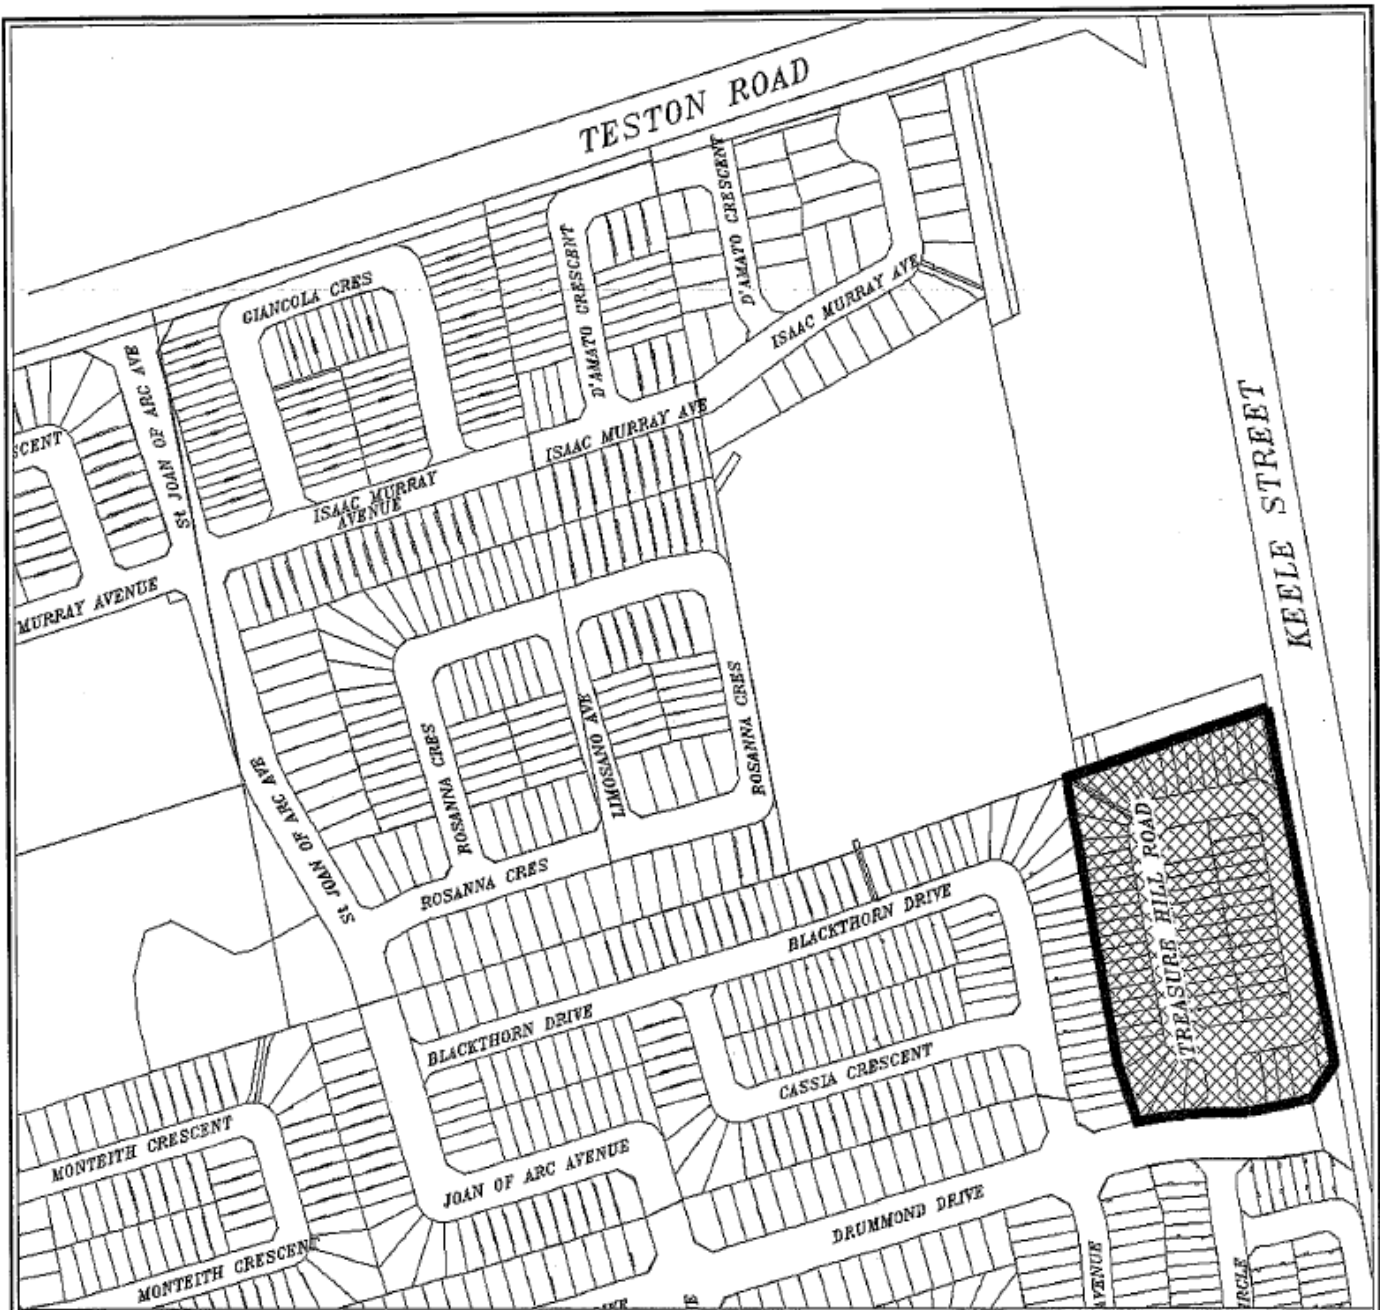 TESTON ROAD
D'AMATO CRESCENT
GIANCOLA CRES
D'AMATO CRESCENT
D'AMATO CRESCENT
ISAAC MURRAY AVE
St. JOAN OF ARC AVE
SCENT
ISAAC MURRAY AVE
ISAAC MURRAY
AVENUE
KEELE STREET
MURRAY AVENUE
ROSANNA CRES
LIMOSANO AVE
ROSANNA CRES
St JOAN OF ARC AVE
ROSANNA CRES
TREASURE HILL ROAD
BLACKTHORN DRIVE
BLACKTHORN DRIVE
CASSIA CRESCENT
MONTEITH CRESCENT
JOAN OF ARC AVENUE
DRUMMOND DRIVE
MONTEITH CRESCENT
AVENUE
RCLE